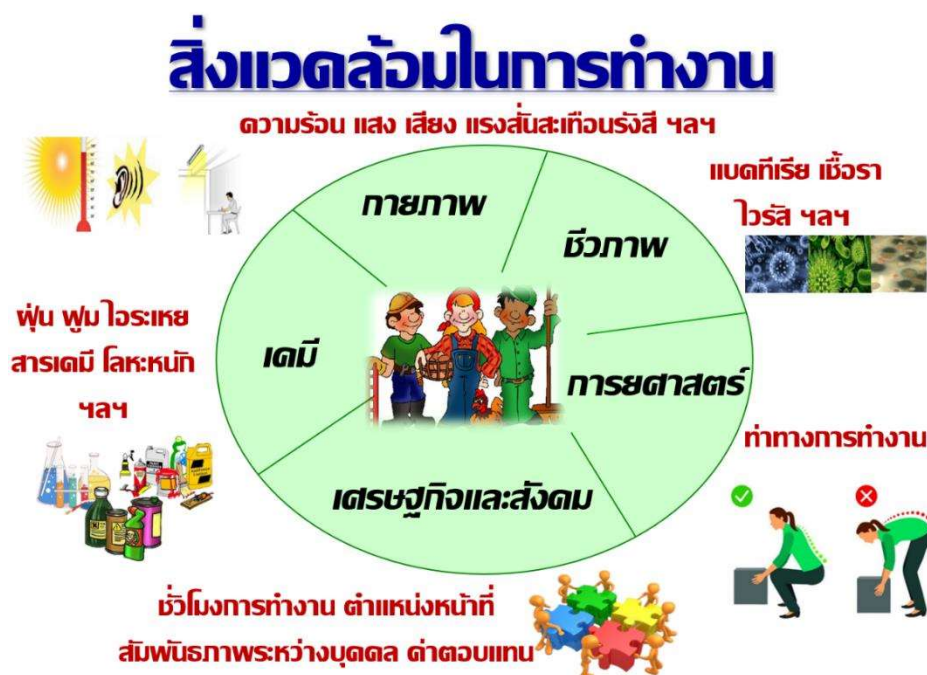 สิ่งแวดล้อมในการทำงาน
ความร้อน แสง เสียง แรงสั่นสะเทือนรังสี ฯลฯ
กายภาพ
ชีวภาพ
แบคทีเรีย เชื้อรา
ไวรัส ฯลฯ
ฝุ่น ฟูม ไอระเหย
สารเคมี โลหะหนัก
ฯลฯ
เคมี
การยศาสตร์
ท่าทางการทำงาน
เศรษฐกิจและสังคม
ชั่วโมงการทำงาน ตำแหน่งหน้าที่
สัมพันธภาพระหว่างบุคคล ค่าตอบแทน